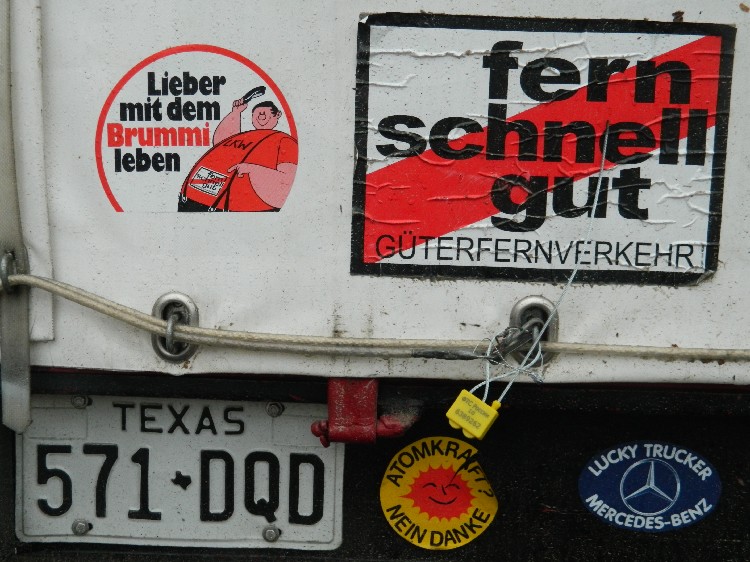 Lieber
mit dem
Brummi
leben
LKW
fern
schnell
gut
GÜTERFERNVERKEHR
TEXAS
571 DQD
ATOMKRAFT?
NEIN DANKE
LUCKY TRUCKER
MERCEDES-BENZ